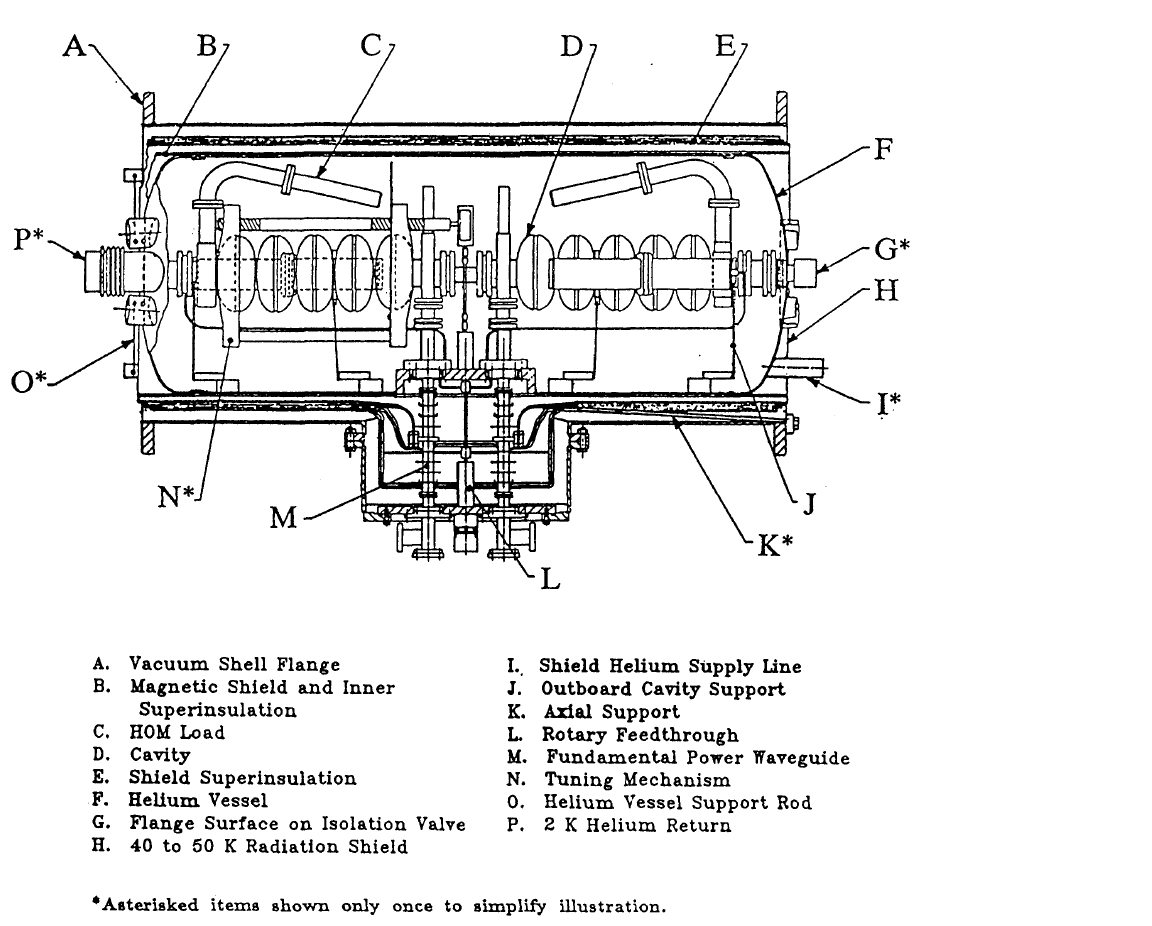 A
B
C
D
E
F
P*
G*
H
O*
I*
N*
M
J
K*
L
A. Vacuum Shell Flange
B. Magnetic Shield and Inner
Superinsulation
C. HOM Load
D. Cavity
E. Shield Superinsulation
F. Helium Vessel
G. Flange Surface on Isolation Valve
H. 40 to 50 K Radiation Shield
I. Shield Helium Supply Line
J. Outboard Cavity Support
K. Axial Support
L. Rotary Feedthrough
M. Fundamental Power Waveguide
N. Tuning Mechanism
O. Helium Vessel Support Rod
P. 2 K Helium Return
*Asterisked items shown only once to simplify illustration.